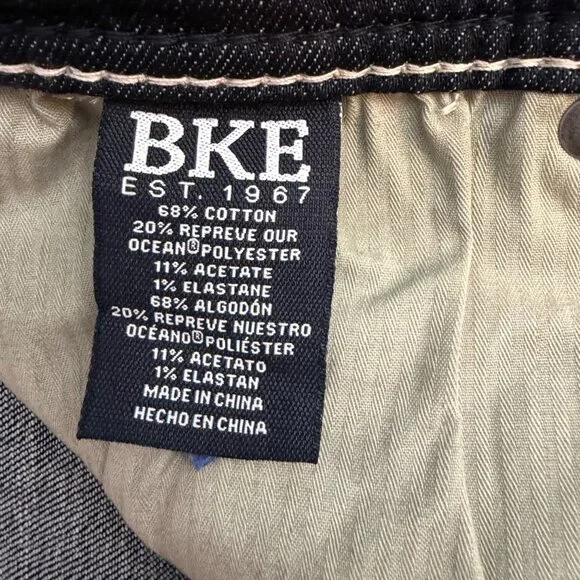 BKE
EST. 1967
68% COTTON
20% REPREVE OUR
OCEAN® POLYESTER
11% ACETATE
1% ELASTANE
68% ALGODÓN
20% REPREVE NUESTRO
OCÉANO® POLIÉSTER
11% ACETATO
1% ELASTAN
MADE IN CHINA
HECHO EN CHINA